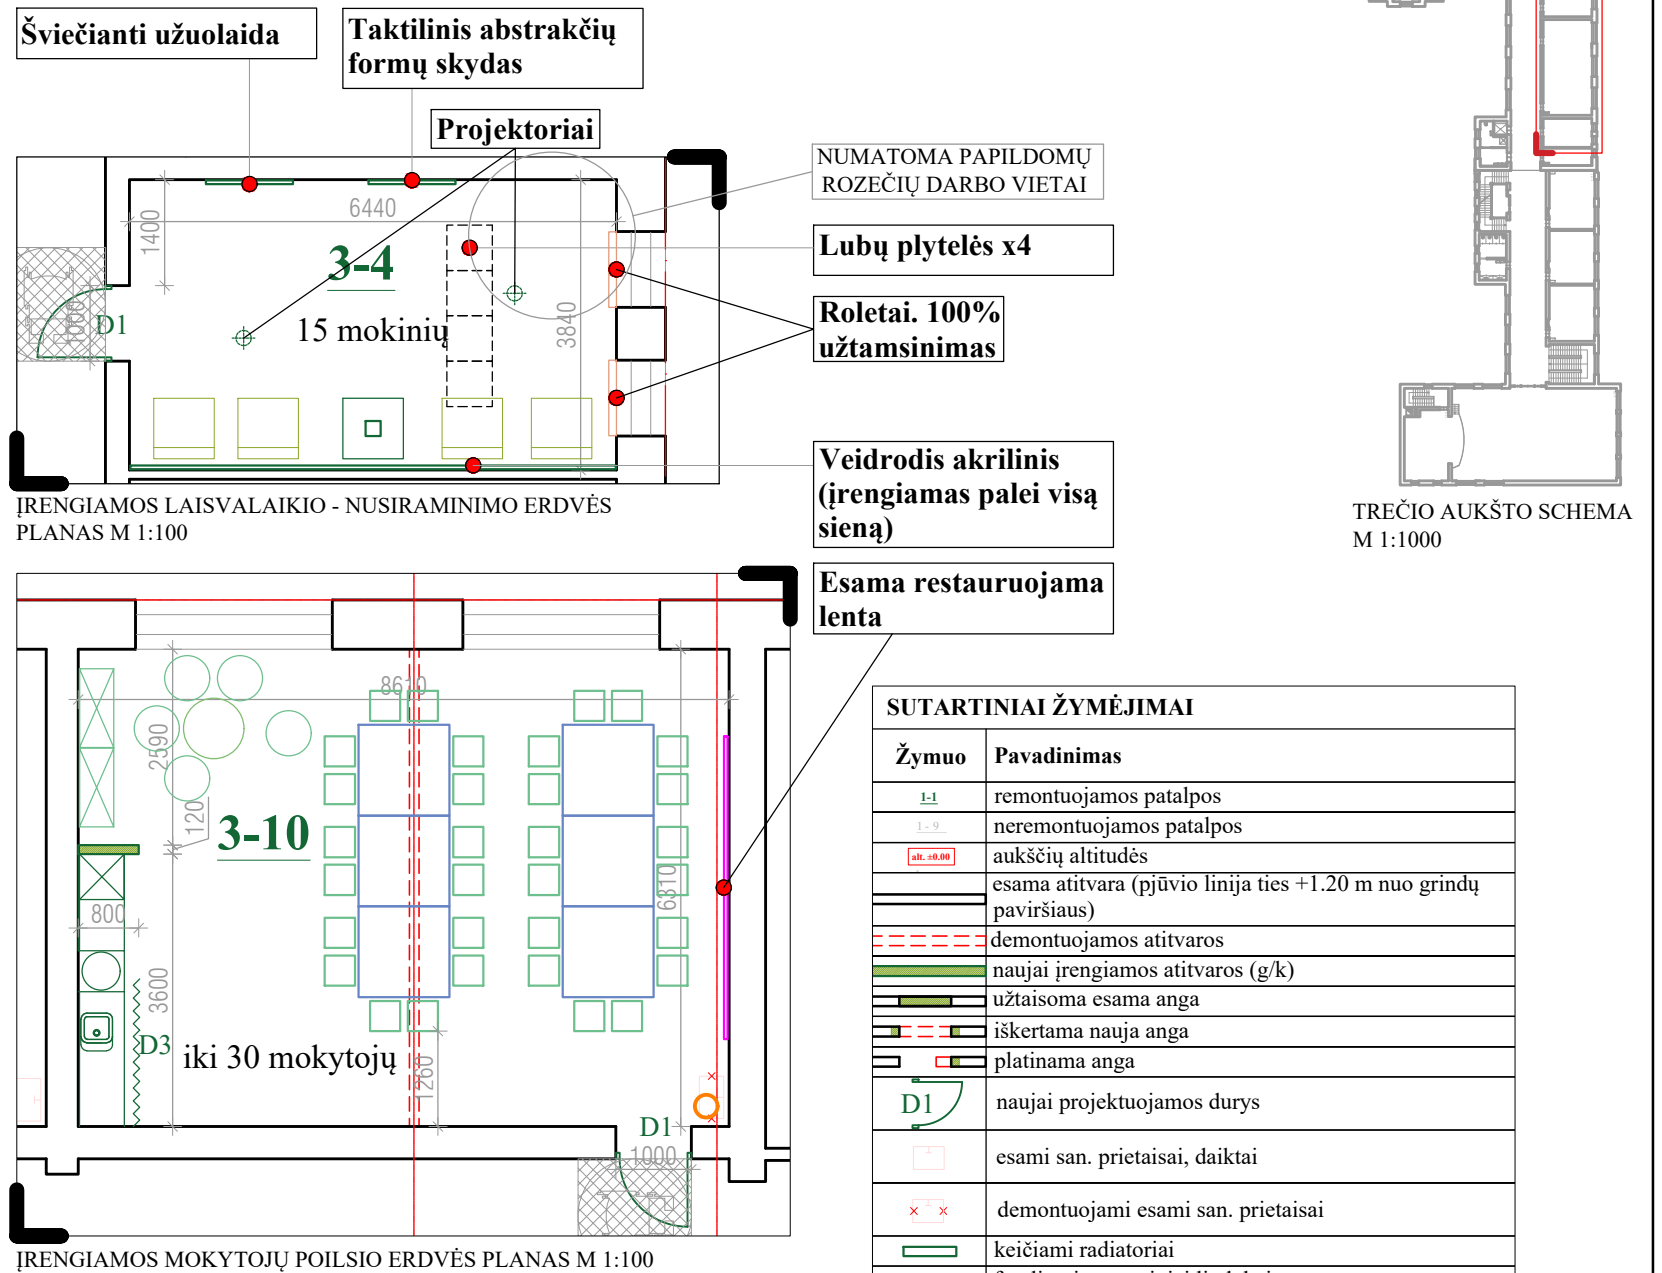 Šviečianti užuolaida
Taktilinis abstrakčių
formų skydas
Projektoriai
NUMATOMA PAPILDOMŲ
ROZEČIŲ DARBO VIETAI
6440
1400
3-4
Lubų plytelės x4
D1
1000
15 mokinių
3840
Roletai. 100%
užtamsinimas
Veidrodis akrilinis
(įrengiamas palei visą
sieną)
ĮRENGIAMOS LAISVALAIKIO - NUSIRAMINIMO ERDVĖS
PLANAS M 1:100
TREČIO AUKŠTO SCHEMA
M 1:1000
Esama restauruojama
lenta
8610
2590
120
3-10
6310
800
3600
D3
iki 30 mokytojų
1260
D1
1000
ĮRENGIAMOS MOKYTOJŲ POILSIO ERDVĖS PLANAS M 1:100
SUTARTINIAI ŽYMĖJIMAI
Žymuo Pavadinimas
1-1 remontuojamos patalpos
1-9 neremontuojamos patalpos
alt. ±0.00 aukščių altitudės
esama atitvara (pjūvio linija ties +1.20 m nuo grindų
paviršiaus)
demontuojamos atitvaros
naujai įrengiamos atitvaros (g/k)
užtaisoma esama anga
iškertama nauja anga
platinama anga
D1 naujai projektuojamos durys
esami san. prietaisai, daiktai
demontuojami esami san. prietaisai
keičiami radiatoriai